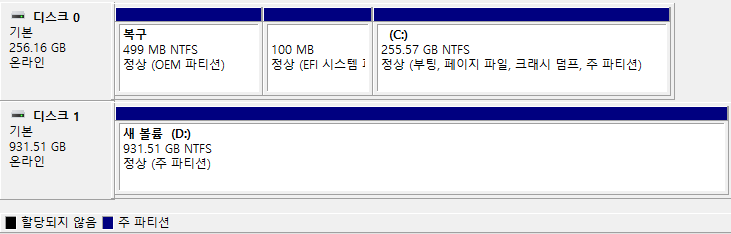 디스크 0
기본
256.16 GB
온라인
복구
499 MB NTFS
정상 (OEM 파티션)
100 MB
정상 (EFI 시스템
(C:)
255.57 GB NTFS
정상 (부팅, 페이지 파일, 크래시 덤프, 주 파티션)
디스크 1
기본
931.51 GB
온라인
새 볼륨 (D:)
931.51 GB NTFS
정상 (주 파티션)
할당되지 않음 주 파티션